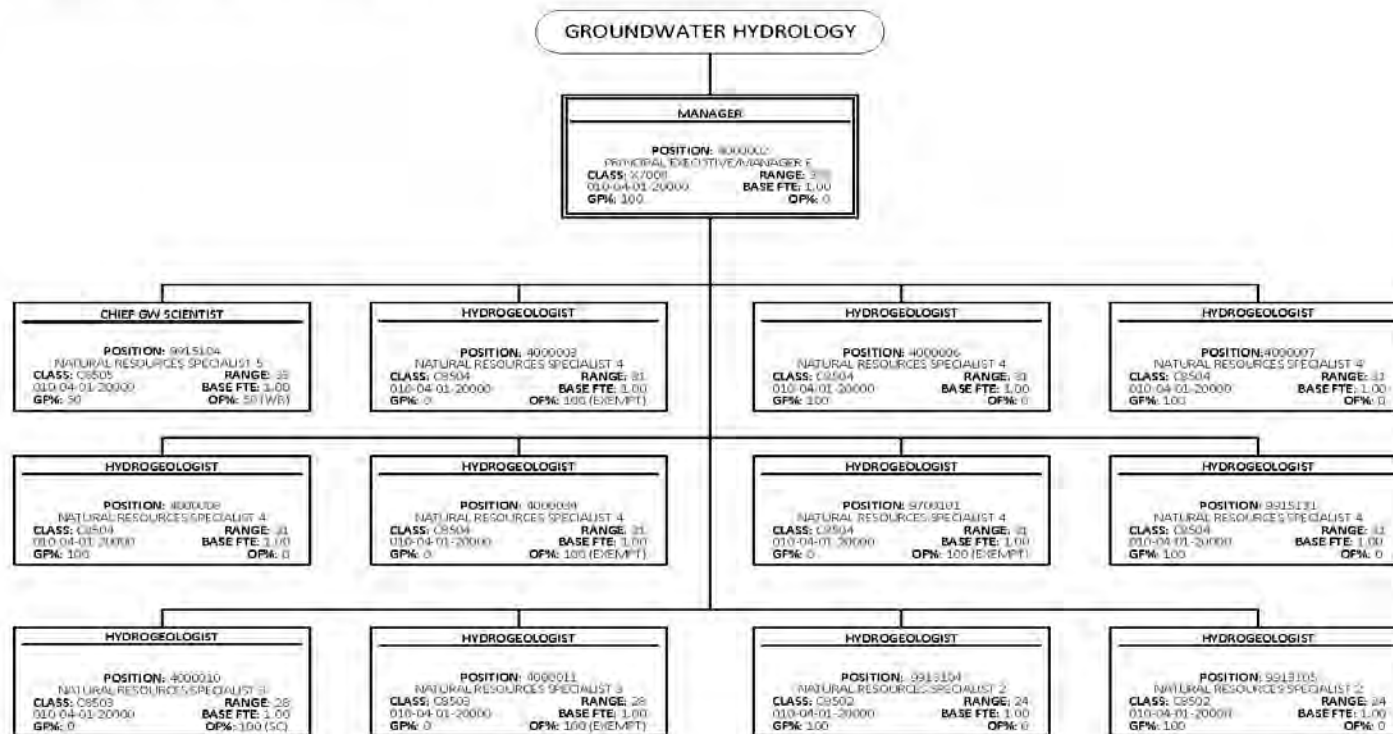 GROUNDWATER HYDROLOGY
MANAGER
POSITION: 4000002
PRINCIPAL EXECUTIVE/MANAGER E
CLASS: X7008 RANGE:
010-04-01-20000 BASE FTE: 1.00
GP%: 100 OP%: 0
CHIEF GW SCIENTIST
POSITION: 9915104
NATURAL RESOURCES SPECIALIST 5
CLASS: C8505 RANGE: 33
010-04-01-20000 BASE FTE: 1.00
GP%: 50 OP%: 50 (WR)
HYDROGEOLOGIST
POSITION: 4000003
NATURAL RESOURCES SPECIALIST 4
CLASS: C8504 RANGE: 31
010-04-01-20000 BASE FTE: 1.00
GP%: 0 OP%: 100 (EXEMPT)
HYDROGEOLOGIST
POSITION: 4000006
NATURAL RESOURCES SPECIALIST 4
CLASS: C8504 RANGE: 31
010-04-01-20000 BASE FTE: 1.00
GP%: 100 OP%: 0
HYDROGEOLOGIST
POSITION:4000007
NATURAL RESOURCES SPECIALIST 4
CLASS: C8504 RANGE: 31
010-04-01-20000 BASE FTE: 1.00
GP%: 100 OP%: 0
HYDROGEOLOGIST
POSITION:
NATURAL RESOURCES SPECIALIST 4
CLASS: C8504 RANGE: 31
010-04-01-20000 BASE FTE: 1.00
GP%: 100 OP%: 0
HYDROGEOLOGIST
POSITION:
NATURAL RESOURCES SPECIALIST 4
CLASS: C8504 RANGE: 31
010-04-01-20000 BASE FTE: 1.00
GP%: 0 OP%: 100 (EXEMPT)
HYDROGEOLOGIST
POSITION: 9700101
NATURAL RESOURCES SPECIALIST 4
CLASS: C8504 RANGE: 31
010-04-01-20000 BASE FTE: 1.00
GP%: 0 OP%: 100 (EXEMPT)
HYDROGEOLOGIST
POSITION: 9915131
NATURAL RESOURCES SPECIALIST 4
CLASS: C8504 RANGE: 31
010-04-01-20000 BASE FTE: 1.00
GP%: 100 OP%: 0
HYDROGEOLOGIST
POSITION: 4000010
NATURAL RESOURCES SPECIALIST 3
CLASS: C8503 RANGE: 28
010-04-01-20000 BASE FTE: 1.00
GP%: 0 OP%: 100 (SC)
HYDROGEOLOGIST
POSITION: 4000011
NATURAL RESOURCES SPECIALIST 3
CLASS: C8503 RANGE: 28
010-04-01-20000 BASE FTE: 1.00
GP%: 0 OP%: 100 (EXEMPT)
HYDROGEOLOGIST
POSITION: 9913104
NATURAL RESOURCES SPECIALIST 2
CLASS: C8502 RANGE: 24
010-04-01-20000 BASE FTE: 1.00
GP%: 100 OP%: 0
HYDROGEOLOGIST
POSITION: 9913105
NATURAL RESOURCES SPECIALIST 2
CLASS: C8502 RANGE: 24
010-04-01-20000 BASE FTE: 1.00
GP%: 100 OP%: 0